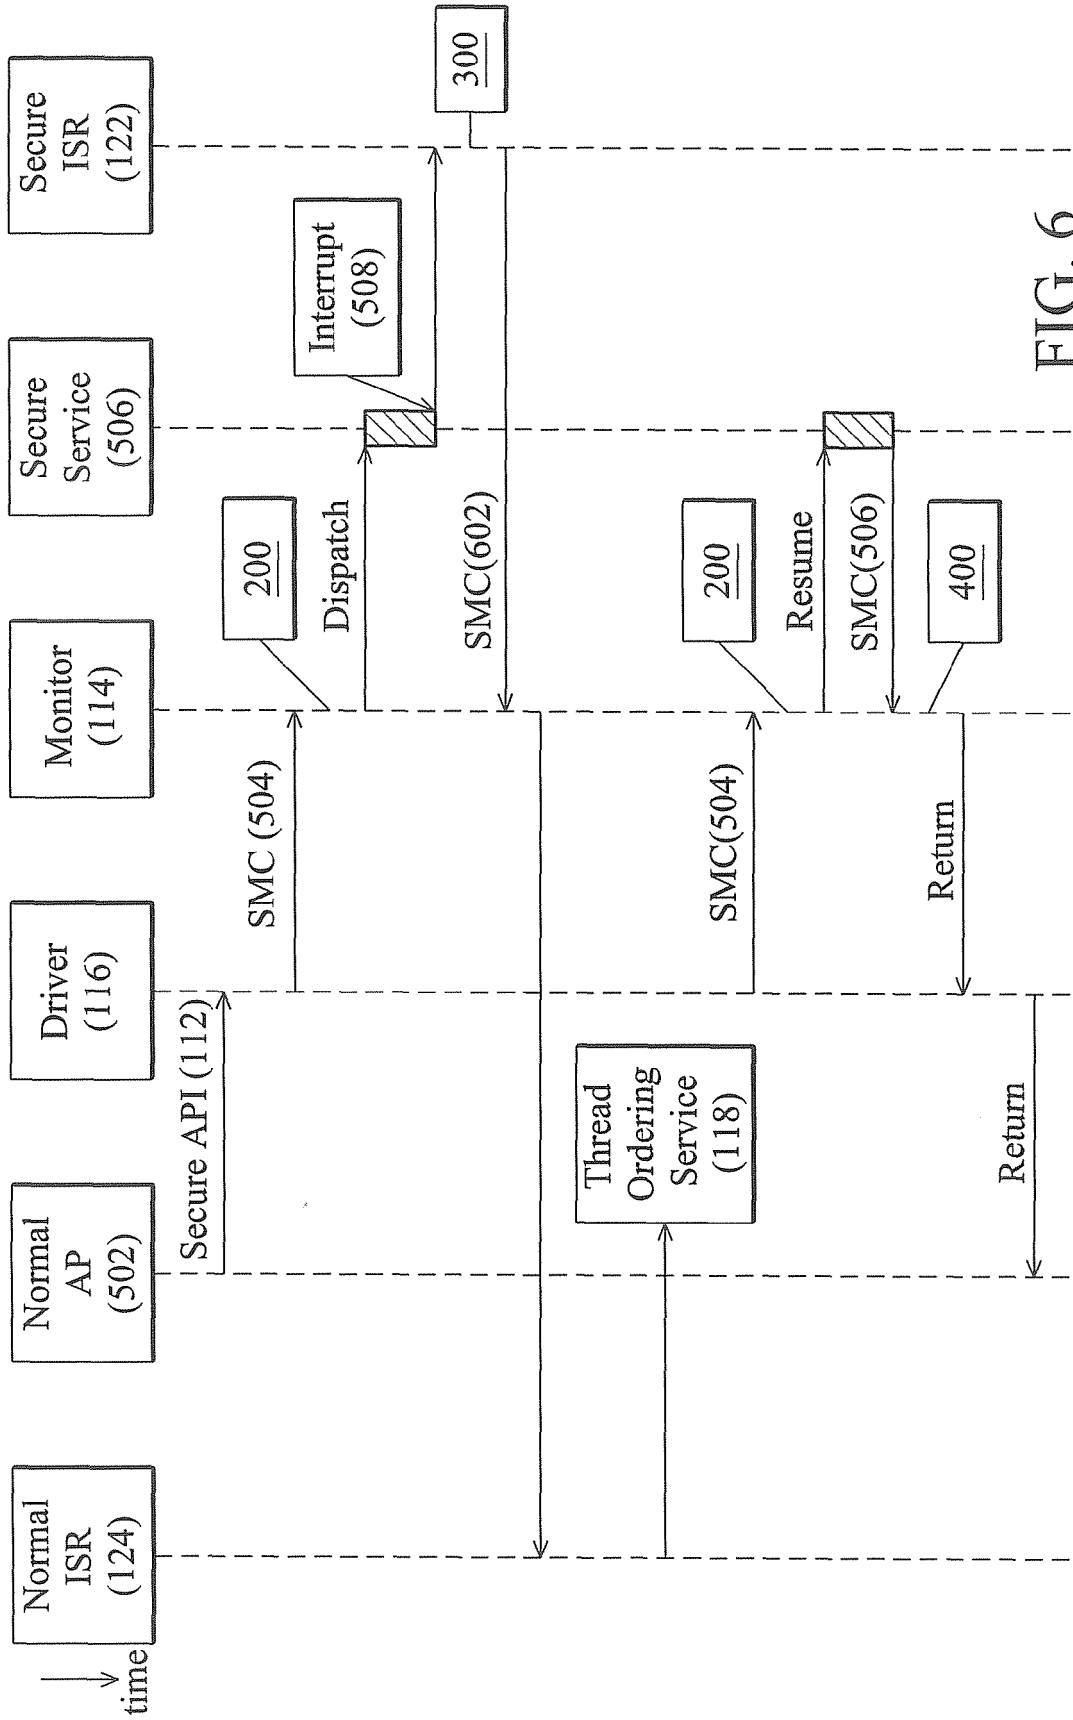 time
Normal
ISR
(124)
Normal
AP
(502)
Driver
(116)
Monitor
(114)
Secure
Service
(506)
Secure
ISR
(122)
Secure API (112)
SMC (504)
200
Dispatch
Interrupt
(508)
300
SMC(602)
Thread
Ordering
Service
(118)
SMC(504)
200
Resume
SMC(506)
400
Return
Return
FIG. 6